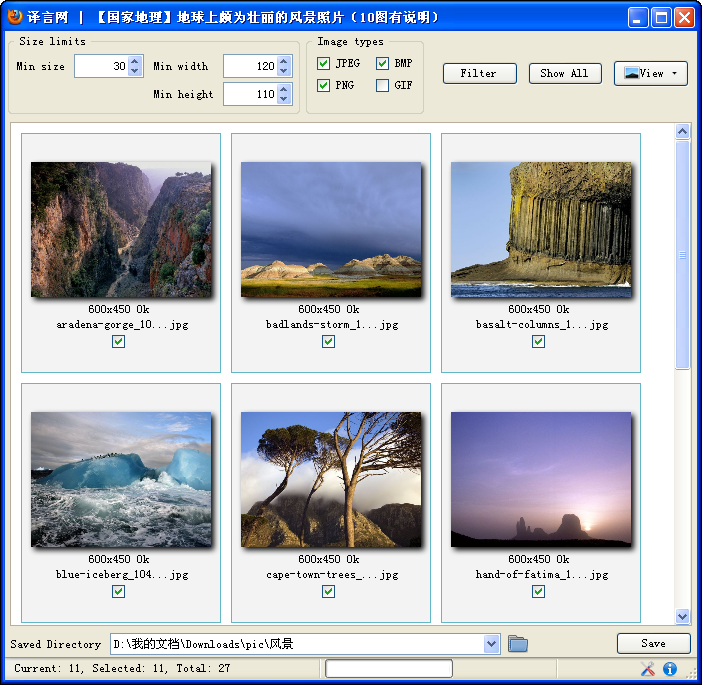 译言网 | 【国家地理】地球上颇为壮丽的风景照片（10图有说明）
Size limits
Image types
Min size 30 Min width 120
JPEG BMP
Filter Show All View
Min height 110
PNG GIF
600x450 0k
aradena-gorge_10...jpg
600x450 0k
badlands-storm_1...jpg
600x450 0k
basalt-columns_1...jpg
600x450 0k
blue-iceberg_104...jpg
600x450 0k
cape-town-trees_...jpg
600x450 0k
hand-of-fatima_1...jpg
Saved Directory D:\我的文档\Downloads\pic\风景 Save
Current: 11, Selected: 11, Total: 27